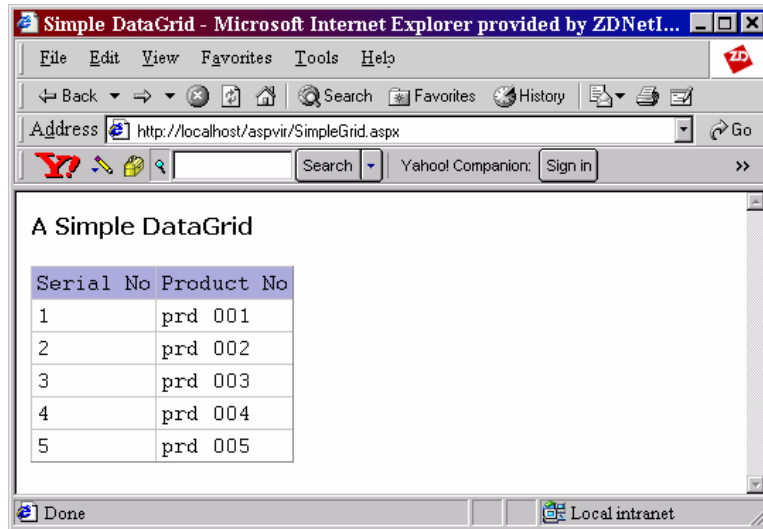 Simple DataGrid - Microsoft Internet Explorer provided by ZDNetI...
File Edit View Favorites Tools Help
ZD
Back Search Favorites History
Address http://localhost/aspvir/SimpleGrid.aspx Go
Y! Search Yahoo! Companion: Sign in »
A Simple DataGrid
Serial No Product No
1 prd 001
2 prd 002
3 prd 003
4 prd 004
5 prd 005
Done Local intranet